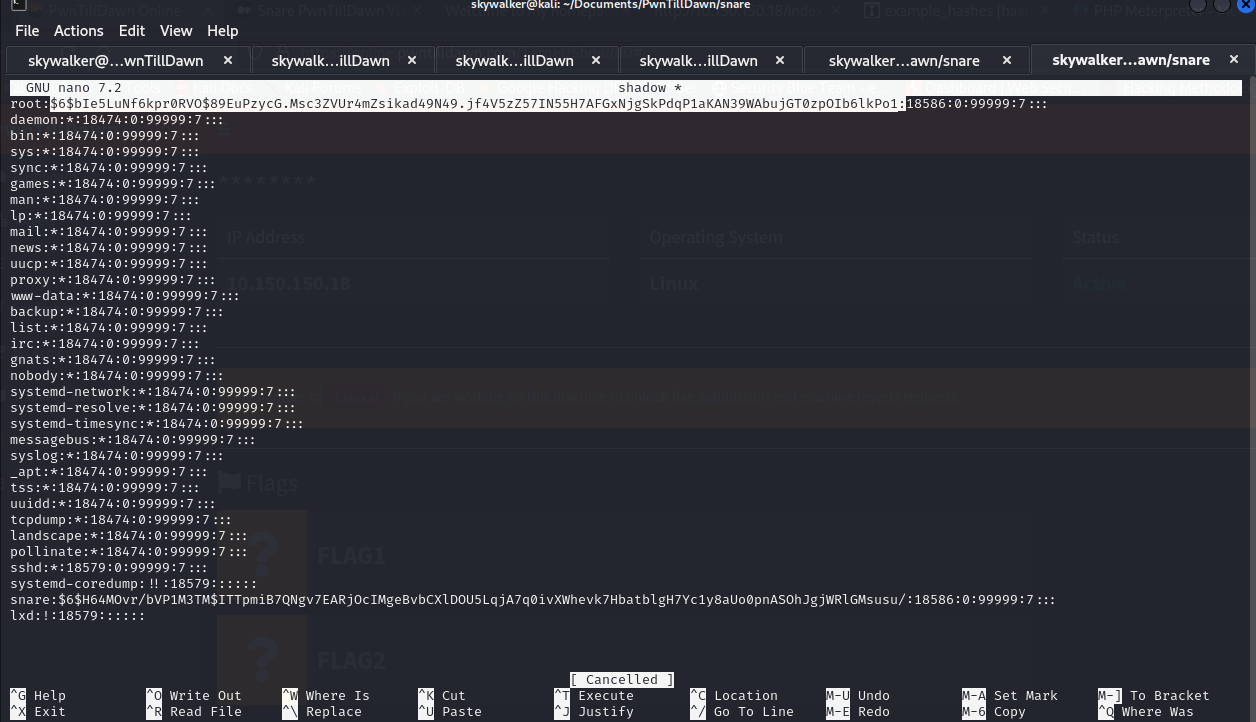 skywalker@kali: ~/Documents/PwnTillDawn/snare
File Actions Edit View Help
skywalker@...wnTillDawn × skywalk...illDawn × skywalk...illDawn × skywalk...illDawn × skywalker...awn/snare × skywalker...awn/snare ×
GNU nano 7.2 shadow *
root:$6$bIe5LuNf6kpr0RVO$89EuPzycG.Msc3ZVUr4mZsikad49N49.jf4V5zZ57IN55H7AFGxNjgSkPdqP1aKAN39WAbujGT0zpOIb6lkPo1:18586:0:99999:7:::
daemon:*:18474:0:99999:7:::
bin:*:18474:0:99999:7:::
sys:*:18474:0:99999:7:::
sync:*:18474:0:99999:7:::
games:*:18474:0:99999:7:::
man:*:18474:0:99999:7:::
lp:*:18474:0:99999:7:::
mail:*:18474:0:99999:7:::
news:*:18474:0:99999:7:::
uucp:*:18474:0:99999:7:::
proxy:*:18474:0:99999:7:::
www-data:*:18474:0:99999:7:::
backup:*:18474:0:99999:7:::
list:*:18474:0:99999:7:::
irc:*:18474:0:99999:7:::
gnats:*:18474:0:99999:7:::
nobody:*:18474:0:99999:7:::
systemd-network:*:18474:0:99999:7:::
systemd-resolve:*:18474:0:99999:7:::
systemd-timesync:*:18474:0:99999:7:::
messagebus:*:18474:0:99999:7:::
syslog:*:18474:0:99999:7:::
_apt:*:18474:0:99999:7:::
tss:*:18474:0:99999:7:::
uuidd:*:18474:0:99999:7:::
tcpdump:*:18474:0:99999:7:::
landscape:*:18474:0:99999:7:::
pollinate:*:18474:0:99999:7:::
sshd:*:18579:0:99999:7:::
systemd-coredump:!!:18579::::::
snare:$6$H64MOvr/bVP1M3TM$ITTpmiB7QNgv7EARjOcIMgeBvbCXlDOU5LqjA7q0ivXWhevk7HbatblgH7Yc1y8aUo0pnASOhJgjWRlGMsusu/:18586:0:99999:7:::
lxd:!:18579::::::
IP Address Operating System Status
10.150.150.18 Linux Active
Flags
FLAG1
FLAG2
[ Cancelled ]
^G Help ^O Write Out ^W Where Is ^K Cut ^T Execute ^C Location M-U Undo M-A Set Mark M-] To Bracket
^X Exit ^R Read File ^\ Replace ^U Paste ^J Justify ^/ Go To Line M-E Redo M-6 Copy ^Q Where Was